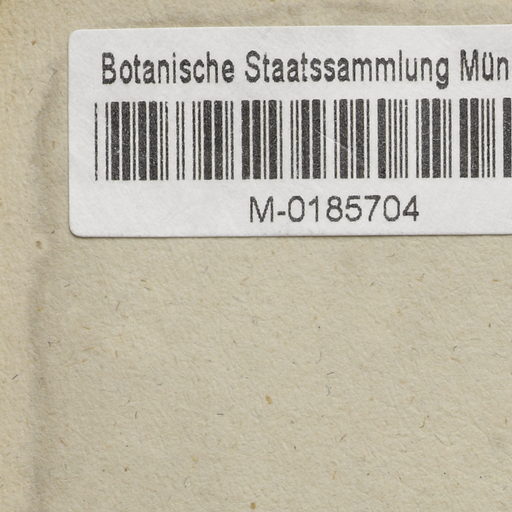 Botanische Staatssammlung Mün
M-0185704